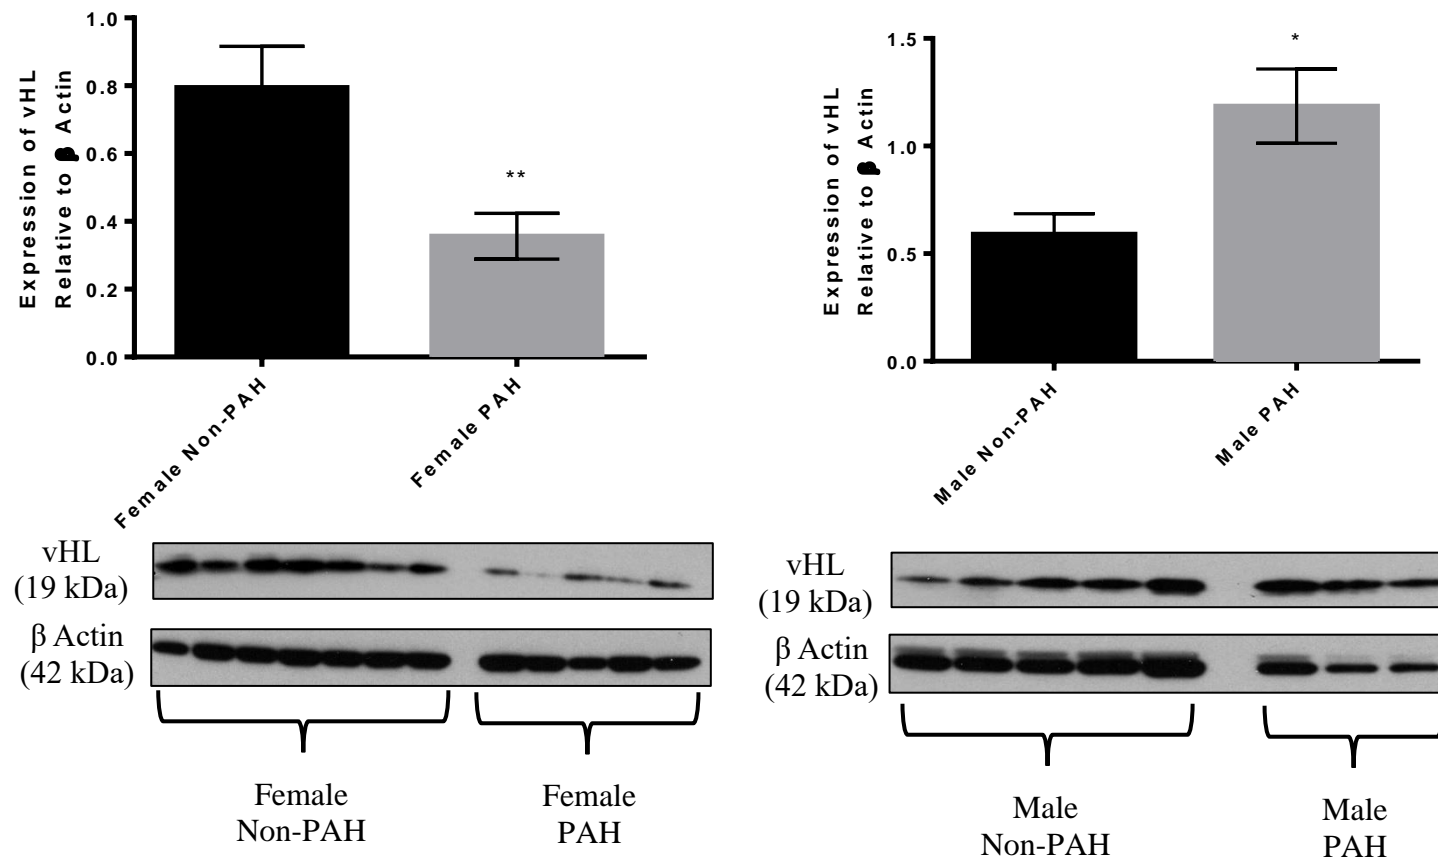 Expression of vHL
Relative to β Actin
1.0
0.8
0.6
0.4
0.2
0.0
**
Female Non-PAH
Female PAH
Expression of vHL
Relative to β Actin
1.5
1.0
0.5
0.0
*
Male Non-PAH
Male PAH
vHL
(19 kDa)
β Actin
(42 kDa)
Female
Non-PAH
Female
PAH
vHL
(19 kDa)
β Actin
(42 kDa)
Male
Non-PAH
Male
PAH